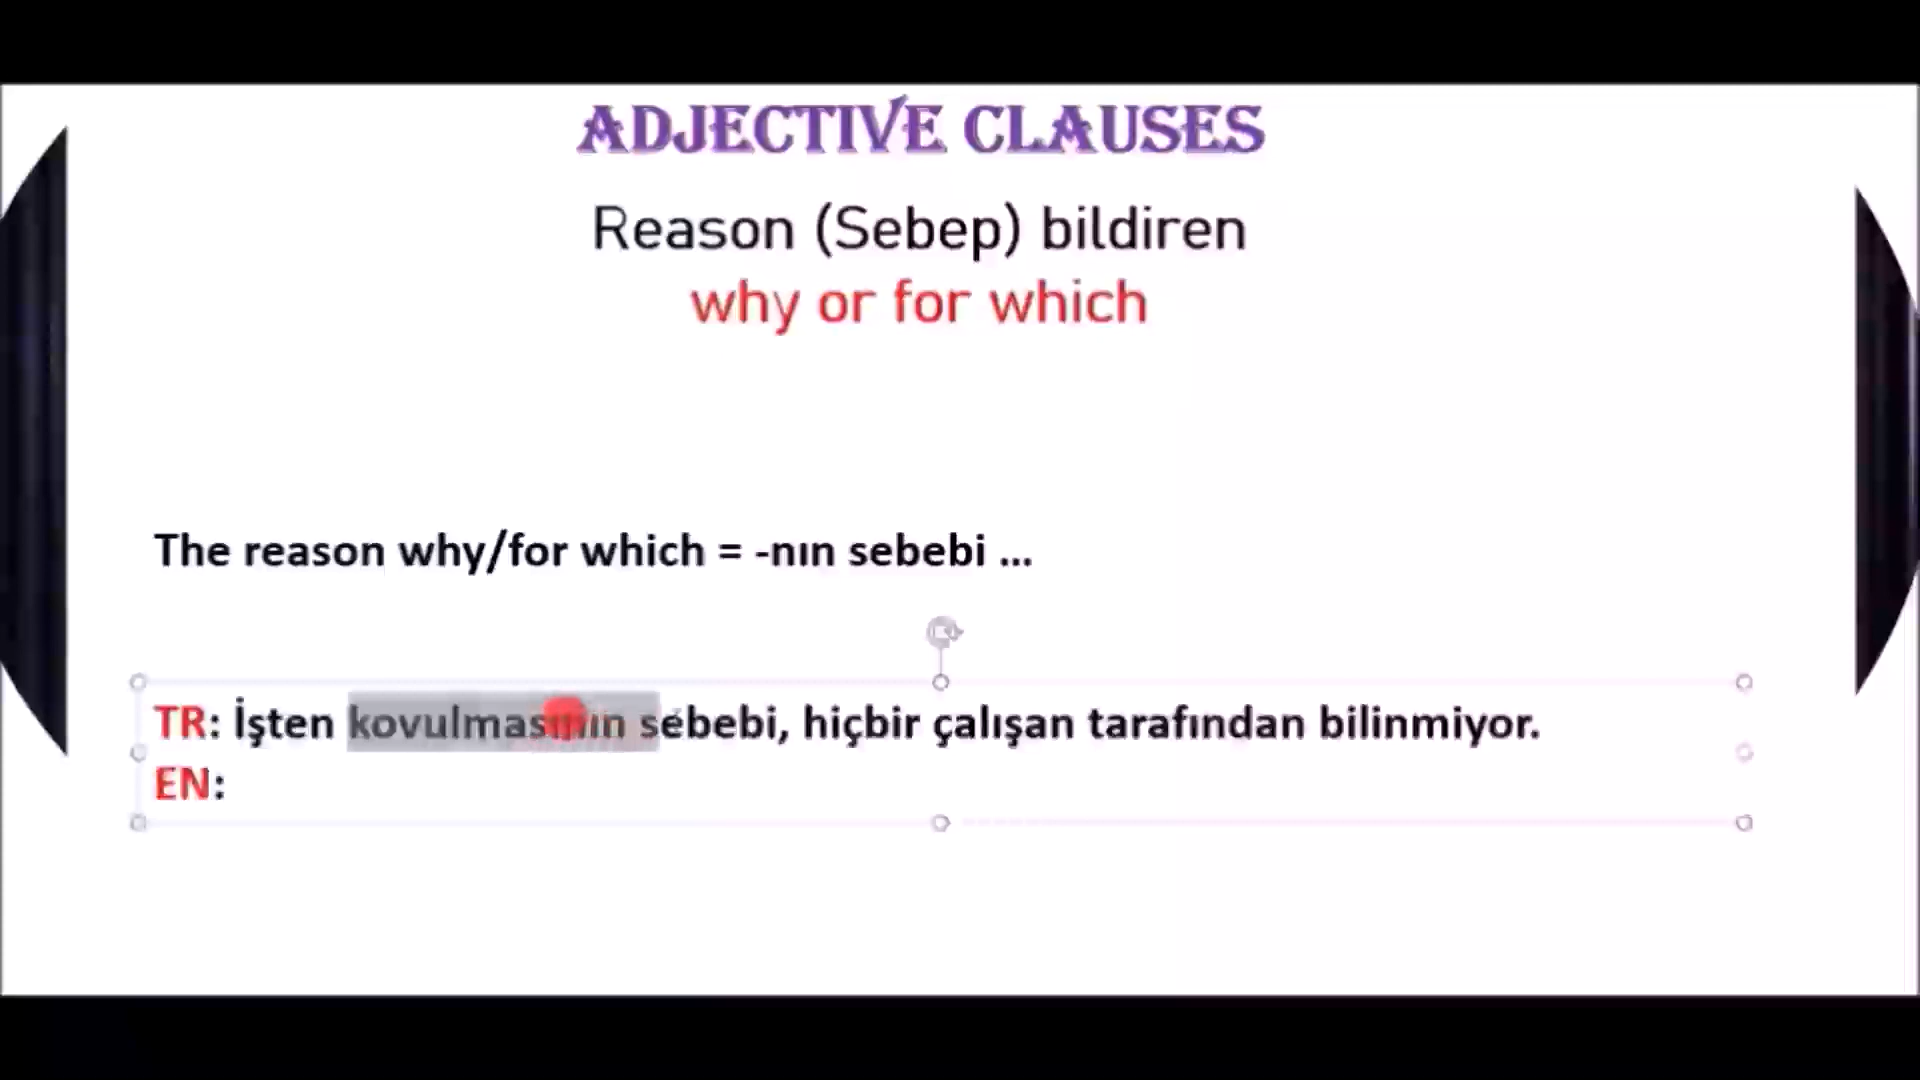 ADJECTIVE CLAUSES
Reason (Sebep) bildiren
why or for which
The reason why/for which = -nın sebebi ...
TR: İşten kovulmasının sebebi, hiçbir çalışan tarafından bilinmiyor.
EN: